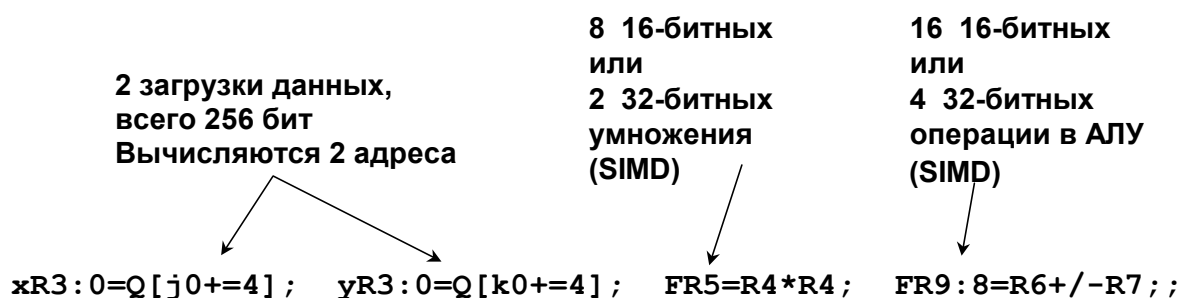 2 загрузки данных,
всего 256 бит
Вычисляются 2 адреса
8 16-битных
или
2 32-битных
умножения
(SIMD)
16 16-битных
или
4 32-битных
операции в АЛУ
(SIMD)
xR3:0=Q[j0+=4]; yR3:0=Q[k0+=4]; FR5=R4*R4; FR9:8=R6+/-R7;;